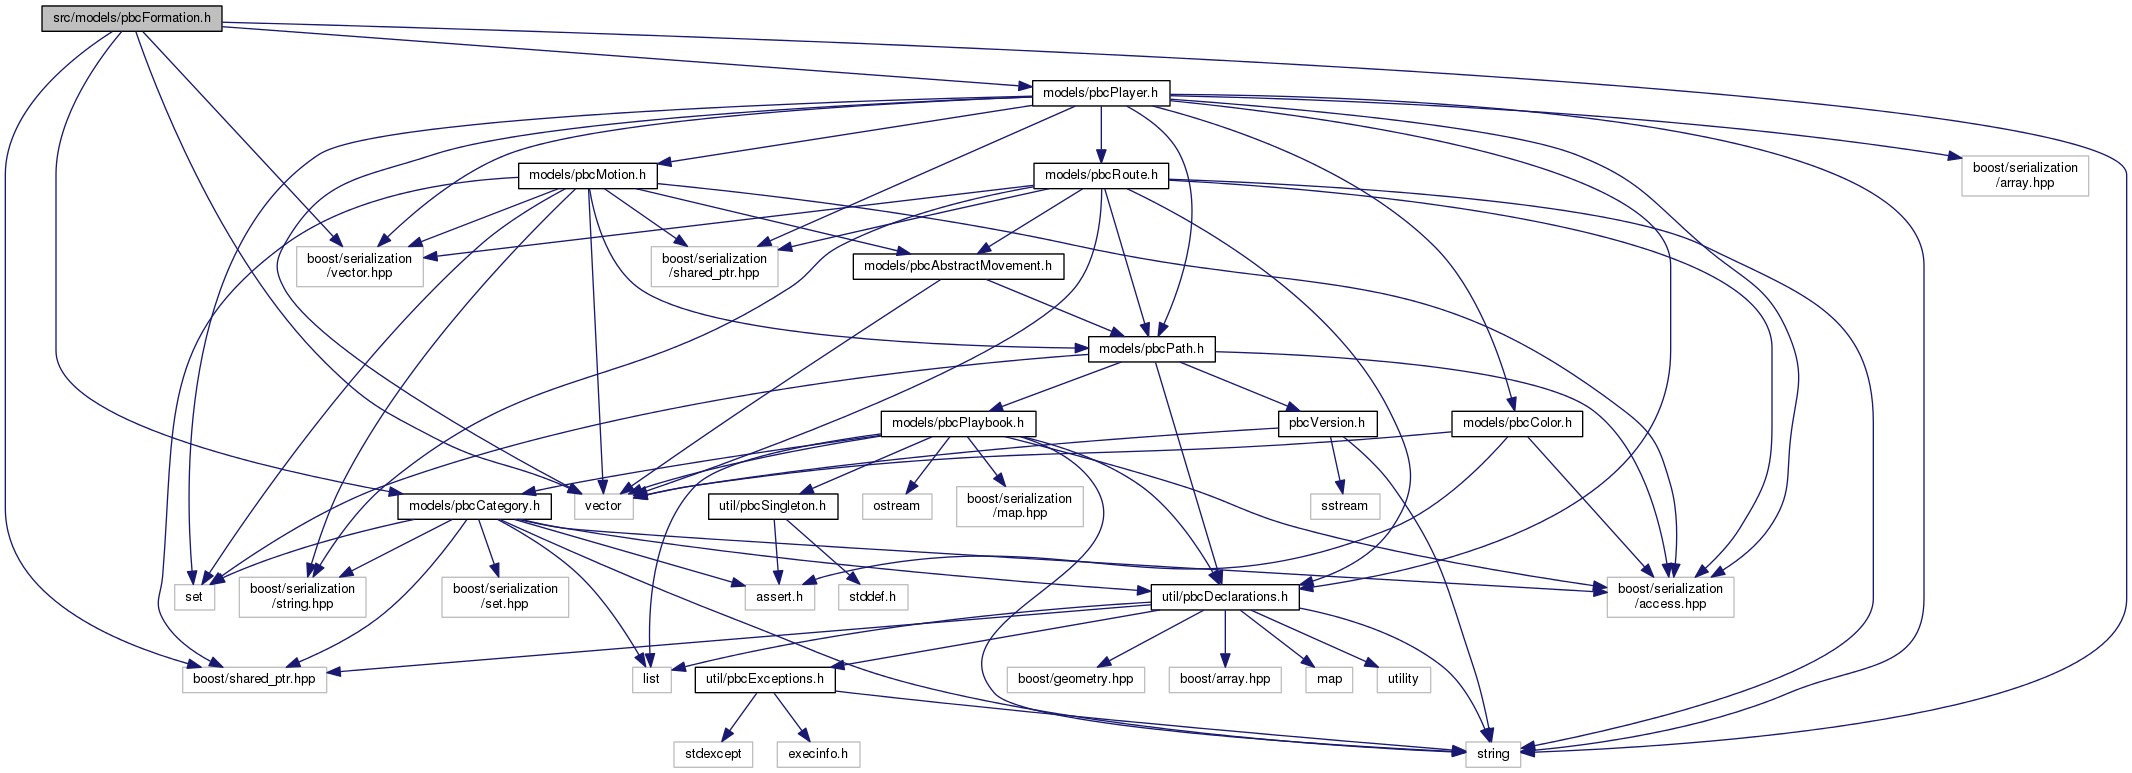 src/models/pbcFormation.h
models/pbcPlayer.h
models/pbcMotion.h
models/pbcRoute.h
boost/serialization
/array.hpp
boost/serialization
/vector.hpp
boost/serialization
/shared_ptr.hpp
models/pbcAbstractMovement.h
models/pbcPath.h
models/pbcPlaybook.h
pbcVersion.h
models/pbcColor.h
models/pbcCategory.h
vector
util/pbcSingleton.h
ostream
boost/serialization
/map.hpp
sstream
set
boost/serialization
/string.hpp
boost/serialization
/set.hpp
assert.h
stddef.h
util/pbcDeclarations.h
boost/serialization
/access.hpp
boost/shared_ptr.hpp
list
util/pbcExceptions.h
boost/geometry.hpp
boost/array.hpp
map
utility
stdexcept
execinfo.h
string